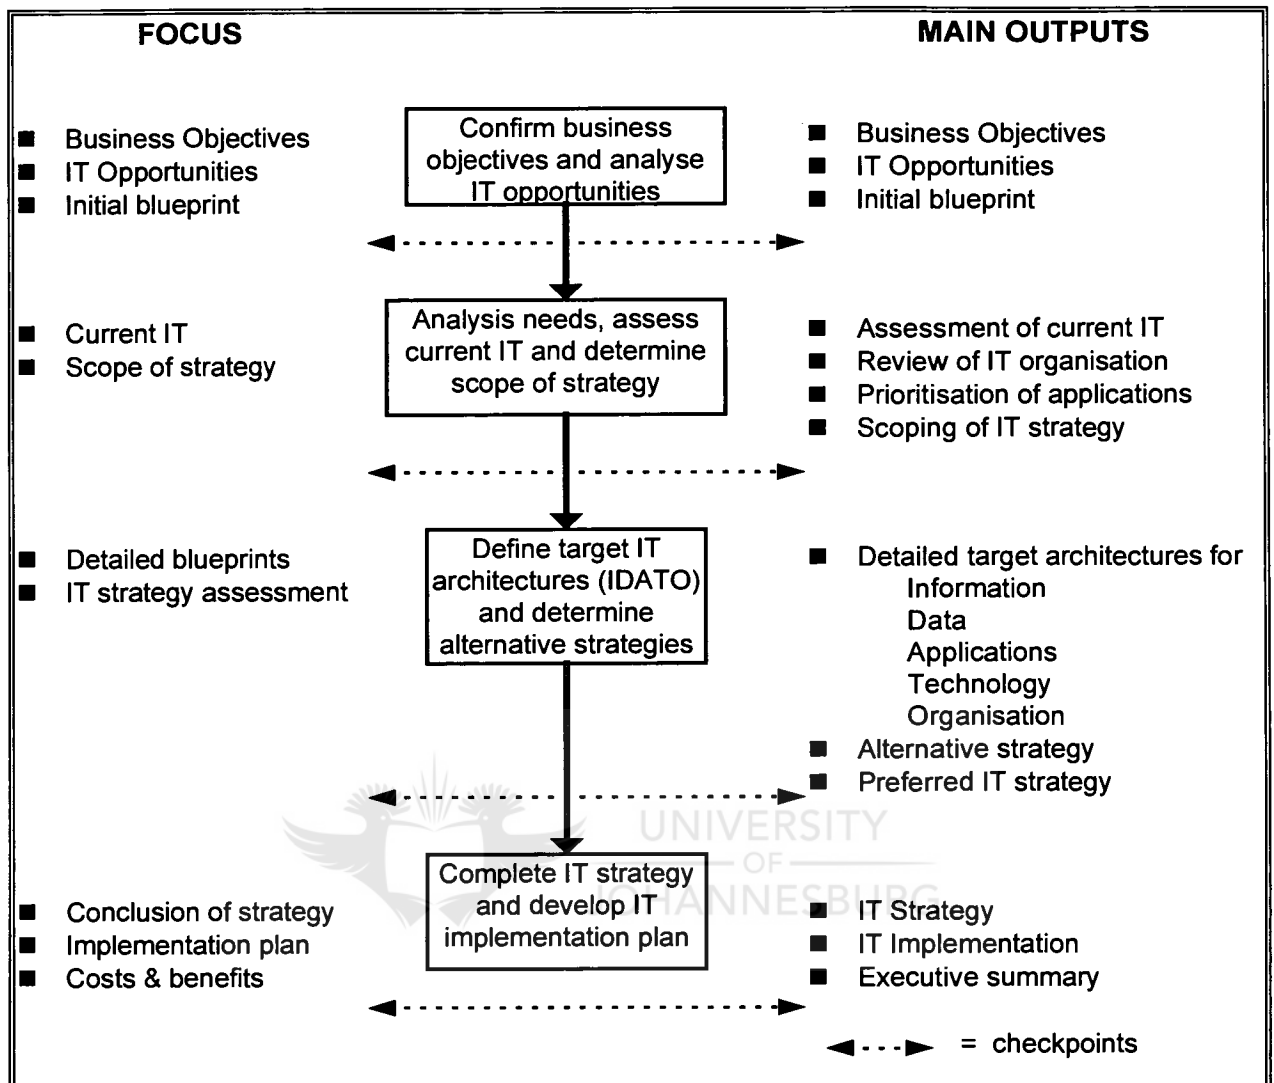 FOCUS
MAIN OUTPUTS
■ Business Objectives
■ IT Opportunities
■ Initial blueprint
Confirm business
objectives and analyse
IT opportunities
■ Business Objectives
■ IT Opportunities
■ Initial blueprint
■ Current IT
■ Scope of strategy
Analysis needs, assess
current IT and determine
scope of strategy
■ Assessment of current IT
■ Review of IT organisation
■ Prioritisation of applications
■ Scoping of IT strategy
■ Detailed blueprints
■ IT strategy assessment
Define target IT
architectures (IDATO)
and determine
alternative strategies
■ Detailed target architectures for
Information
Data
Applications
Technology
Organisation
■ Alternative strategy
■ Preferred IT strategy
UNIVERSITY
OF
JOHANNESBURG
■ Conclusion of strategy
■ Implementation plan
■ Costs & benefits
Complete IT strategy
and develop IT
implementation plan
■ IT Strategy
■ IT Implementation
■ Executive summary
= checkpoints